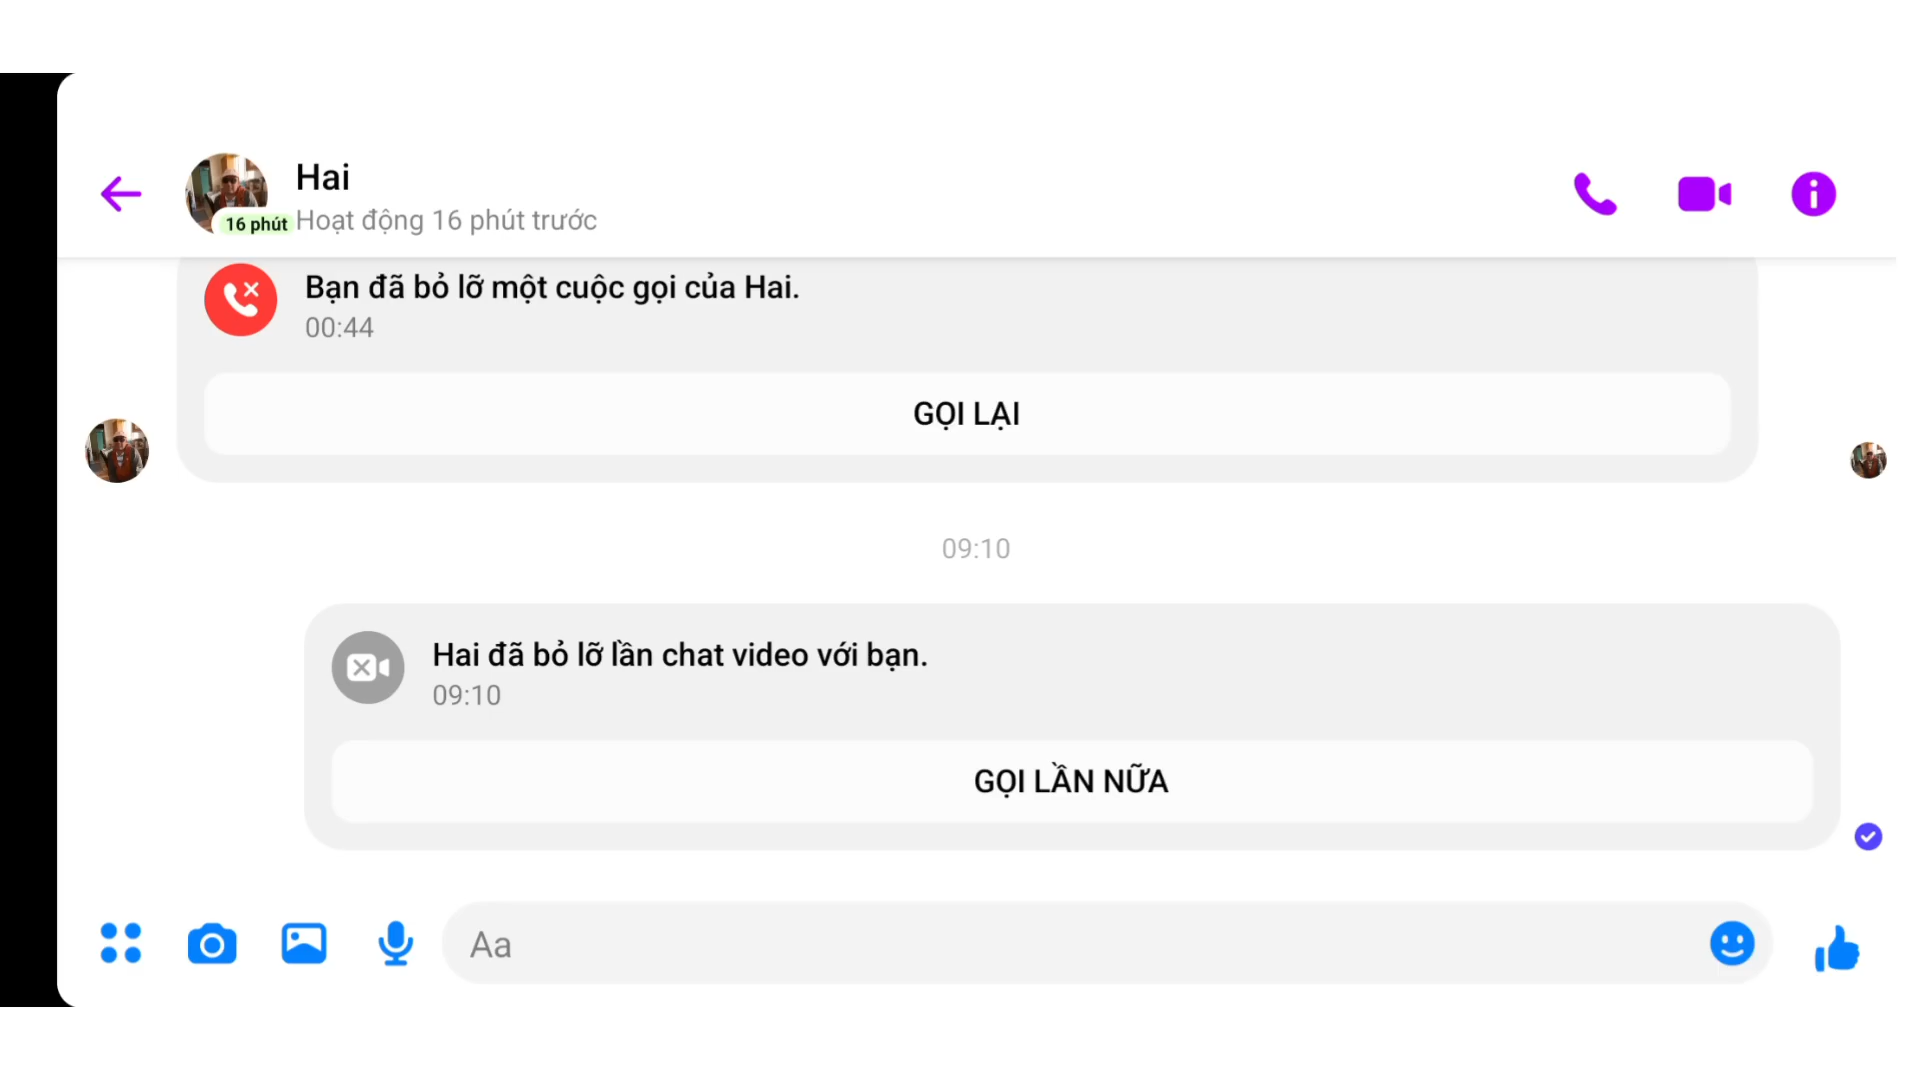 Hai
16 phút
Hoạt động 16 phút trước
Bạn đã bỏ lỡ một cuộc gọi của Hai.
00:44
GỌI LẠI
09:10
Hai đã bỏ lỡ lần chat video với bạn.
09:10
GỌI LẦN NỮA
Aa